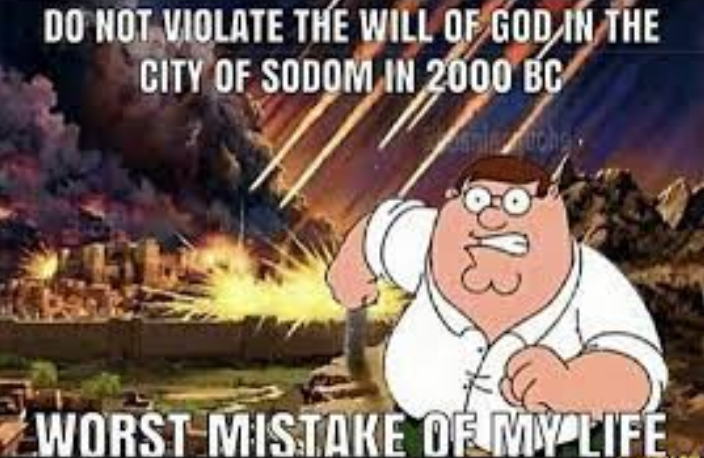 DO NOT VIOLATE THE WILL OF GOD IN THE
CITY OF SODOM IN 2000 BC
WORST MISTAKE OF MY LIFE